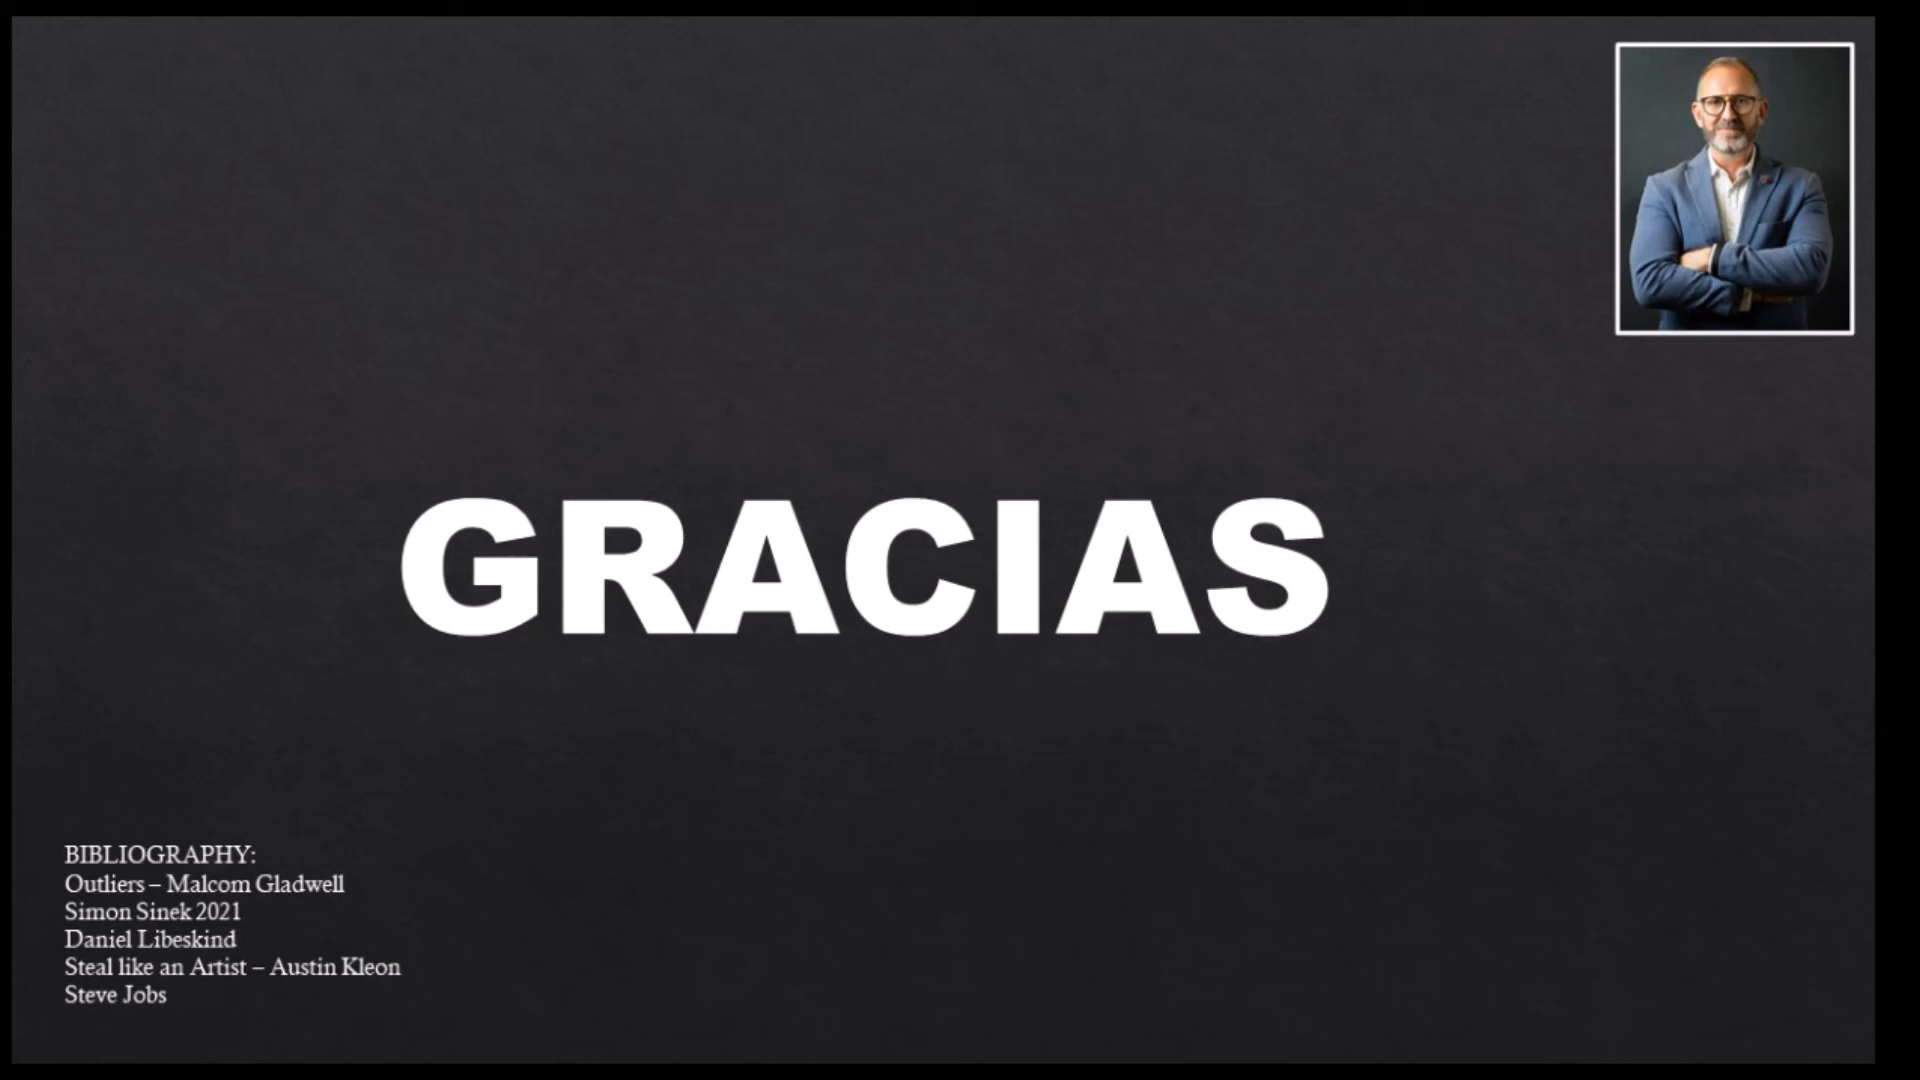 GRACIAS
BIBLIOGRAPHY:
Outliers – Malcom Gladwell
Simon Sinek 2021
Daniel Libeskind
Steal like an Artist – Austin Kleon
Steve Jobs